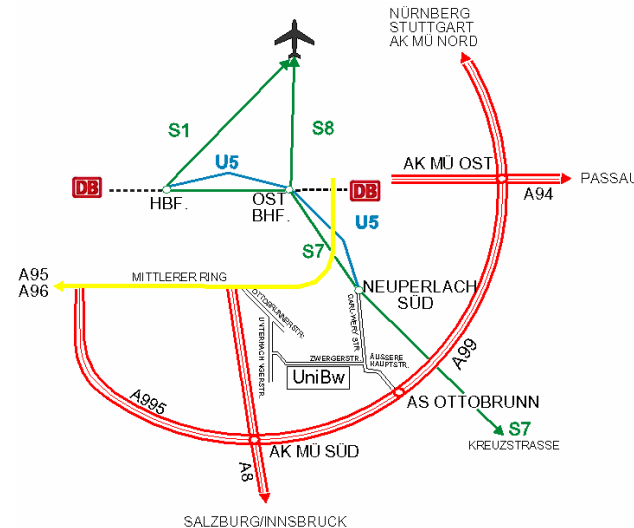 NÜRNBERG
STUTTGART
AK MÜ NORD
S1
S8
U5
AK MÜ OST
DB
DB
PASSAU
HBF.
OST
BHF.
A94
U5
S7
A95
A96
MITTLERER RING
NEUPERLACH
SÜD
OTTOBRUNNER STR.
CARL-WERY STR.
ZWERGERSTR.
ÄUSSERE
HAUPTSTR.
UniBw
A99
A995
AS OTTOBRUNN
S7
KREUZSTRASSE
AK MÜ SÜD
A8
SALZBURG/INNSBRUCK